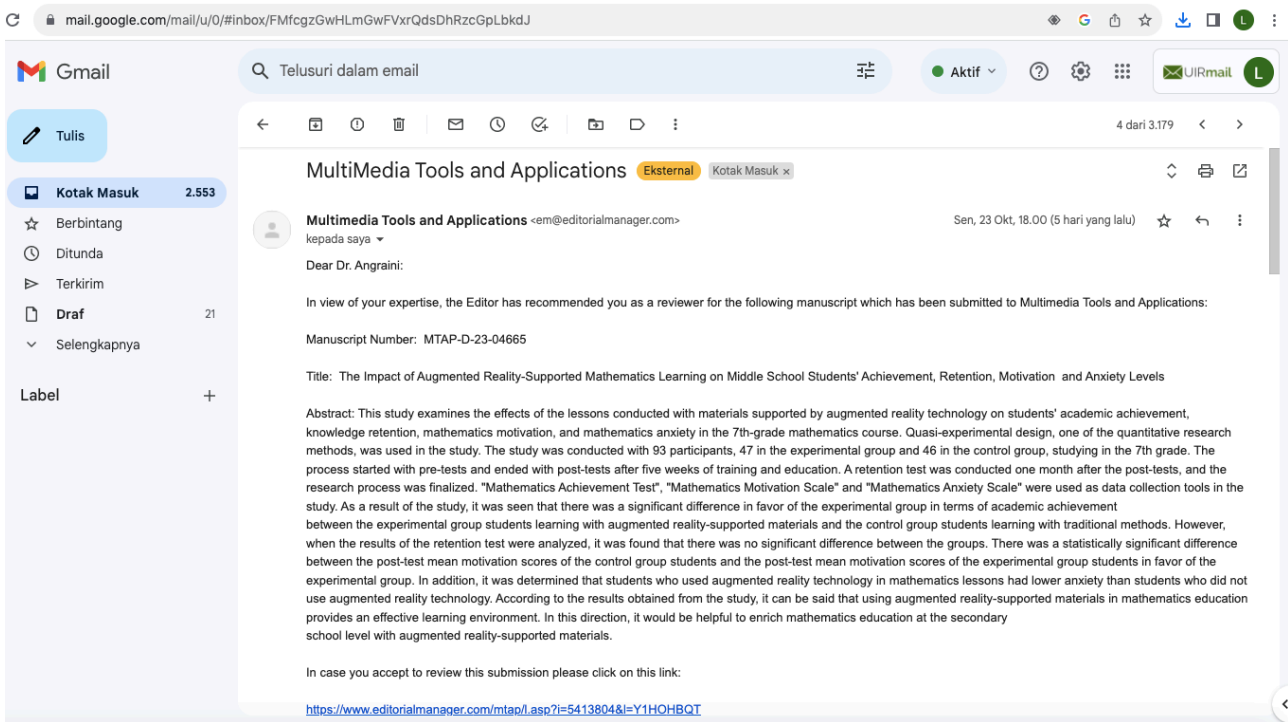 mail.google.com/mail/u/0/#inbox/FMfcgzGwHLmGwFVxrQdsDhRzcGpLbkdJ
L
Gmail
Telusuri dalam email
Aktif
UIRmail
L
Tulis
4 dari 3.179
MultiMedia Tools and Applications Eksternal Kotak Masuk ×
Kotak Masuk 2.553
Berbintang
Ditunda
Terkirim
Draf 21
Selengkapnya
Label +
Multimedia Tools and Applications <em@editorialmanager.com>
Sen, 23 Okt, 18.00 (5 hari yang lalu)
kepada saya
Dear Dr. Angraini:
In view of your expertise, the Editor has recommended you as a reviewer for the following manuscript which has been submitted to Multimedia Tools and Applications:
Manuscript Number: MTAP-D-23-04665
Title: The Impact of Augmented Reality-Supported Mathematics Learning on Middle School Students' Achievement, Retention, Motivation and Anxiety Levels
Abstract: This study examines the effects of the lessons conducted with materials supported by augmented reality technology on students' academic achievement,
knowledge retention, mathematics motivation, and mathematics anxiety in the 7th-grade mathematics course. Quasi-experimental design, one of the quantitative research
methods, was used in the study. The study was conducted with 93 participants, 47 in the experimental group and 46 in the control group, studying in the 7th grade. The
process started with pre-tests and ended with post-tests after five weeks of training and education. A retention test was conducted one month after the post-tests, and the
research process was finalized. "Mathematics Achievement Test", "Mathematics Motivation Scale" and "Mathematics Anxiety Scale" were used as data collection tools in the
study. As a result of the study, it was seen that there was a significant difference in favor of the experimental group in terms of academic achievement
between the experimental group students learning with augmented reality-supported materials and the control group students learning with traditional methods. However,
when the results of the retention test were analyzed, it was found that there was no significant difference between the groups. There was a statistically significant difference
between the post-test mean motivation scores of the control group students and the post-test mean motivation scores of the experimental group students in favor of the
experimental group. In addition, it was determined that students who used augmented reality technology in mathematics lessons had lower anxiety than students who did not
use augmented reality technology. According to the results obtained from the study, it can be said that using augmented reality-supported materials in mathematics education
provides an effective learning environment. In this direction, it would be helpful to enrich mathematics education at the secondary
school level with augmented reality-supported materials.
In case you accept to review this submission please click on this link:
https://www.editorialmanager.com/mtap/l.asp?i=5413804&l=Y1HOHBQT